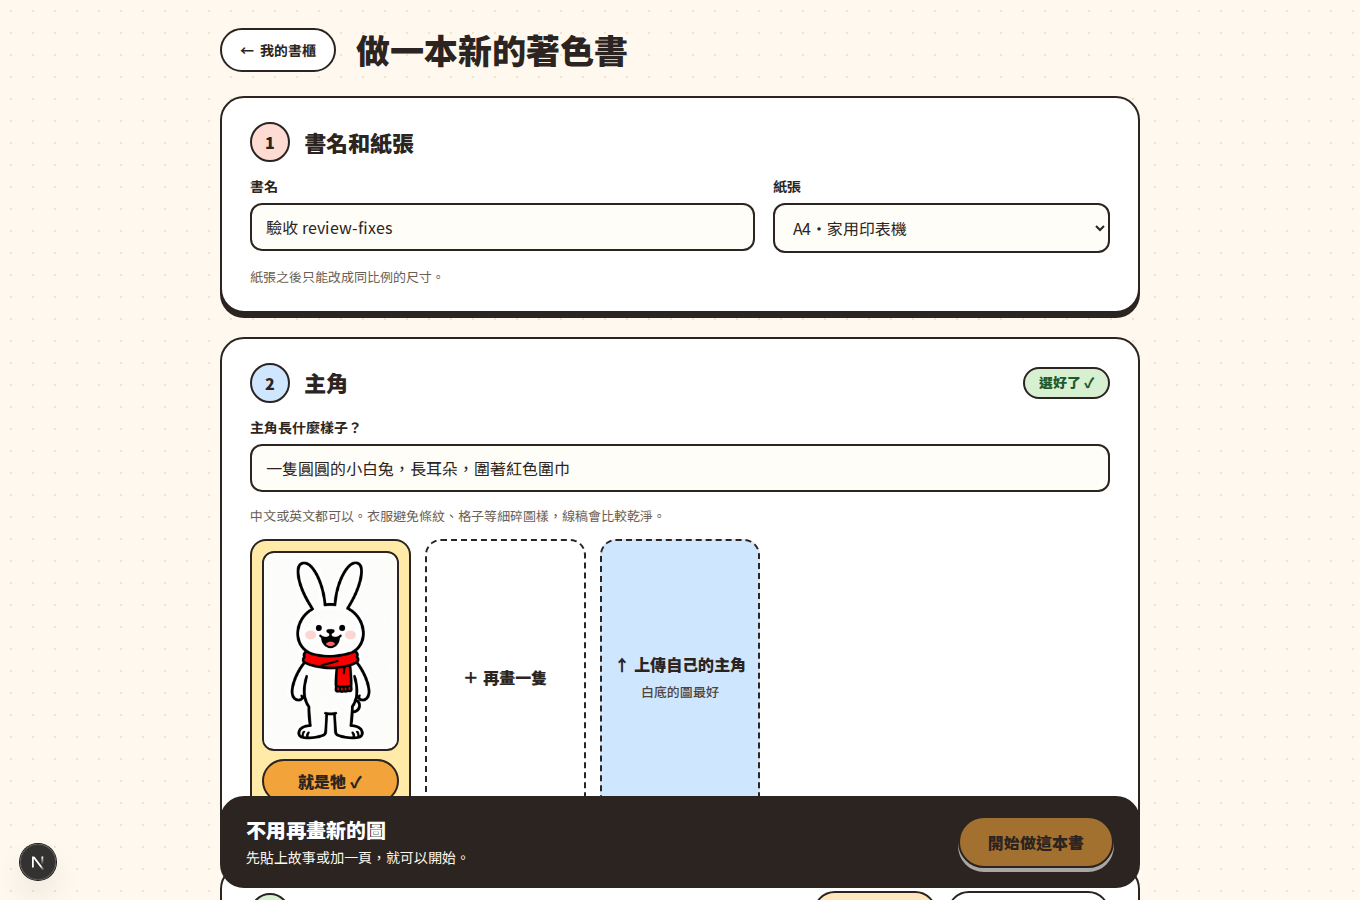 ← 我的書櫃
做一本新的著色書
1
書名和紙張
書名
紙張
驗收 review-fixes
A4・家用印表機
紙張之後只能改成同比例的尺寸。
2
主角
選好了 ✓
主角長什麼樣子？
一隻圓圓的小白兔，長耳朵，圍著紅色圍巾
中文或英文都可以。衣服避免條紋、格子等細碎圖樣，線稿會比較乾淨。
就是牠 ✓
＋ 再畫一隻
↑ 上傳自己的主角
白底的圖最好
不用再畫新的圖
先貼上故事或加一頁，就可以開始。
開始做這本書
N